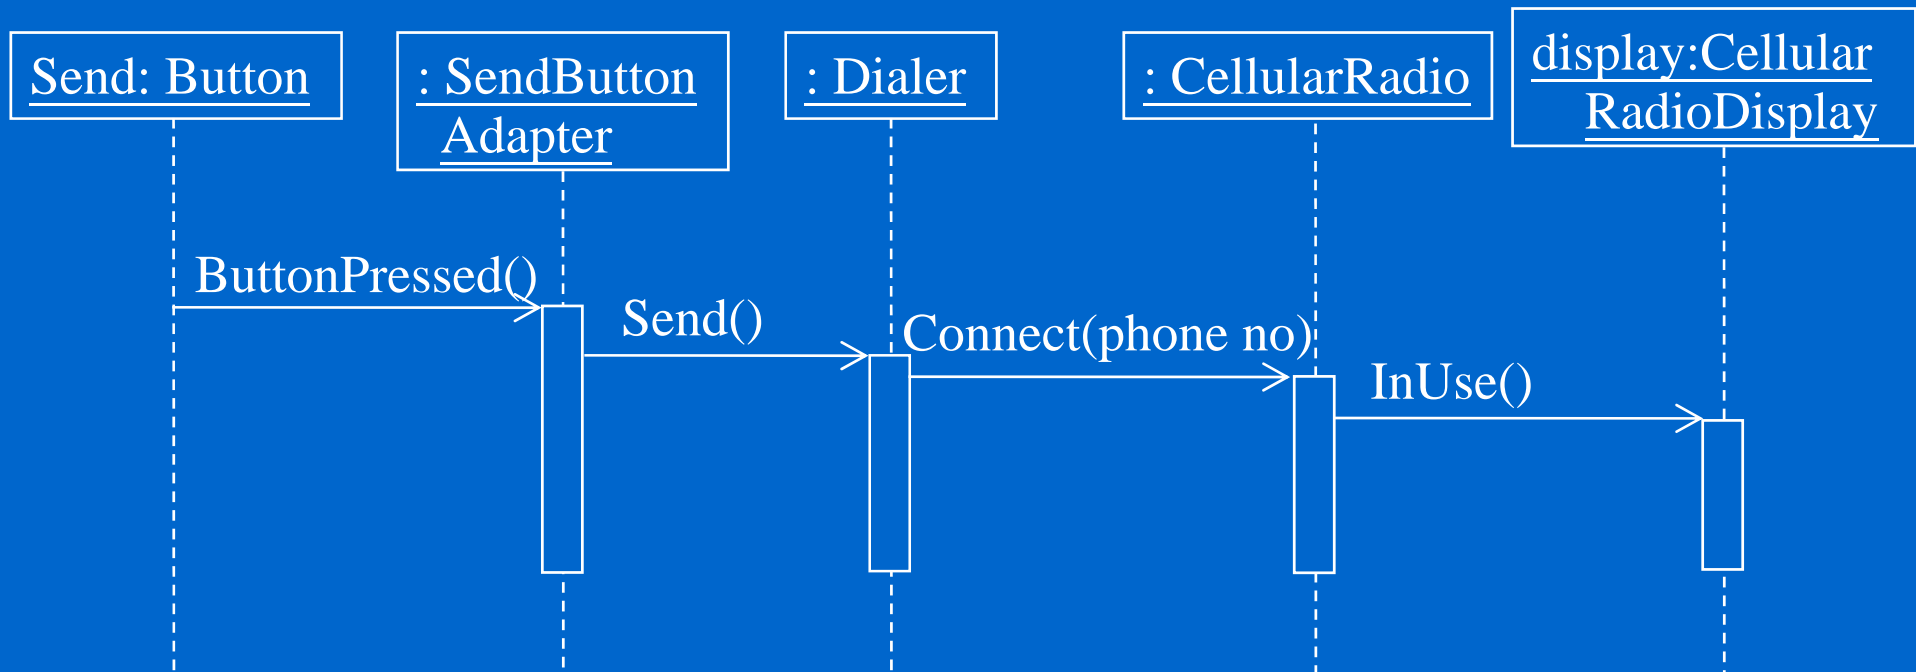 Send: Button
: SendButton
Adapter
: Dialer
: CellularRadio
display:Cellular
RadioDisplay
ButtonPressed()
Send()
Connect(phone no)
InUse()